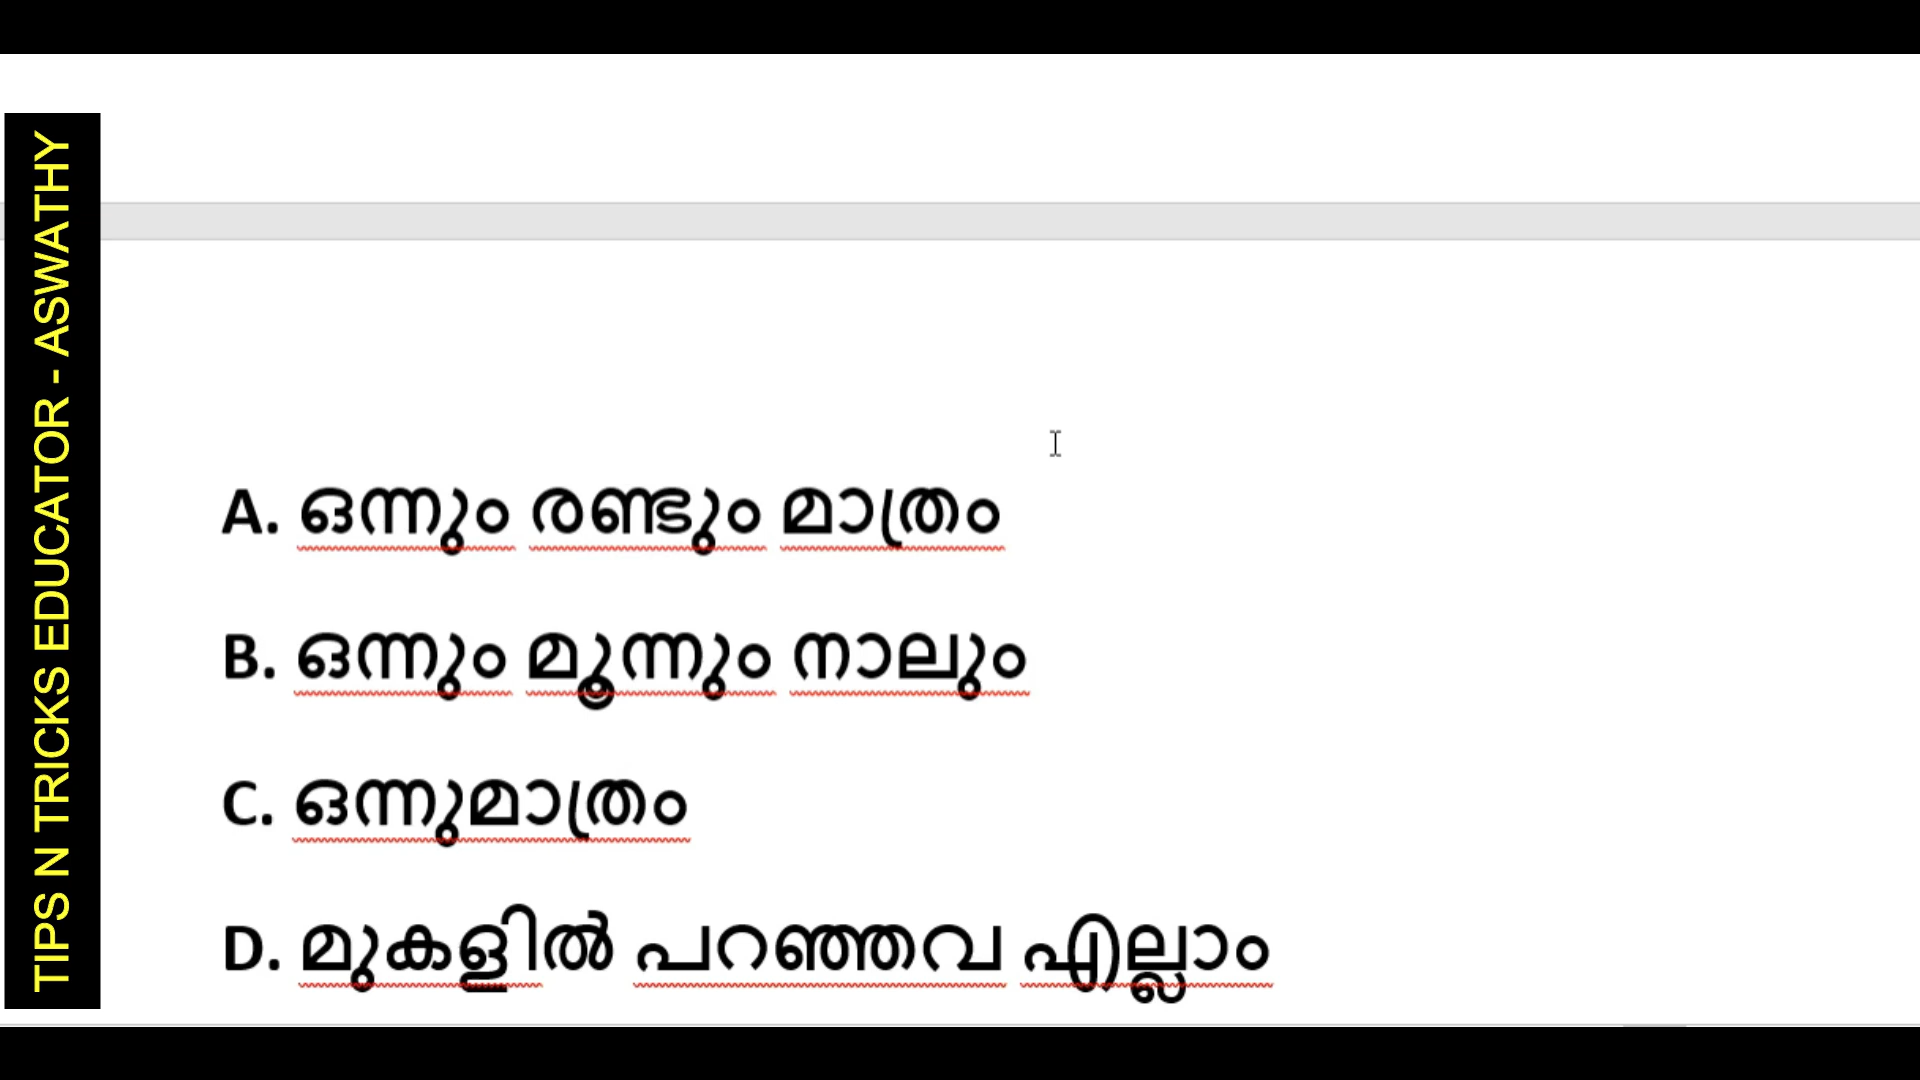 TIPS N TRICKS EDUCATOR - ASWATHY
A. ഒന്നും രണ്ടും മാത്രം
B. ഒന്നും മൂന്നും നാലും
C. ഒന്നുമാത്രം
D. മുകളിൽ പറഞ്ഞവ എല്ലാം